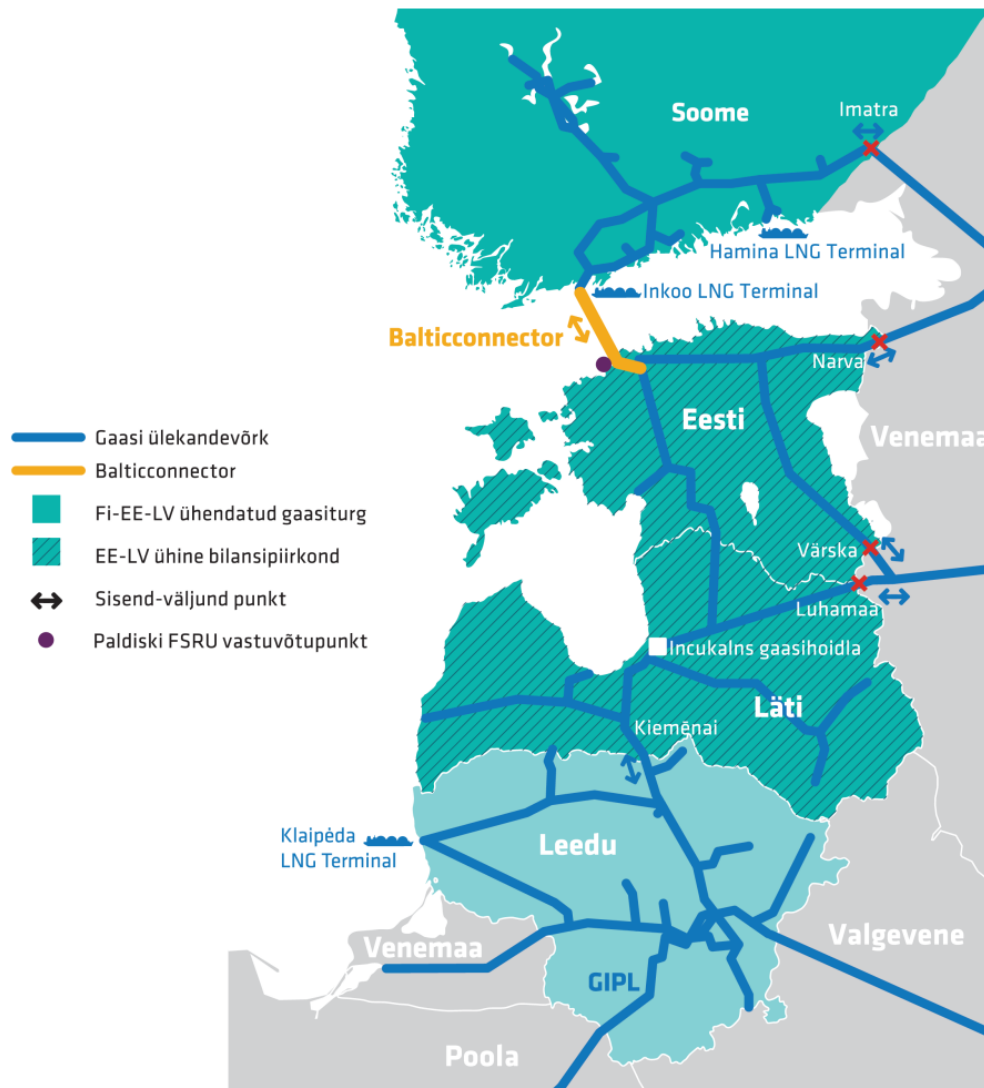 Soome
Imatra
Hamina LNG Terminal
Inkoo LNG Terminal
Balticconnector
Narva
Eesti
Venemaa
Gaasi ülekandevõrk
Balticconnector
Fi-EE-LV ühendatud gaasiturg
EE-LV ühine bilansipiirkond
Sisend-väljund punkt
Paldiski FSRU vastuvõtupunkt
Värska
Luhamaa
Incukalns gaasihoidla
Läti
Kiemēnai
Klaipėda
LNG Terminal
Leedu
Venemaa
Valgevene
GIPL
Poola